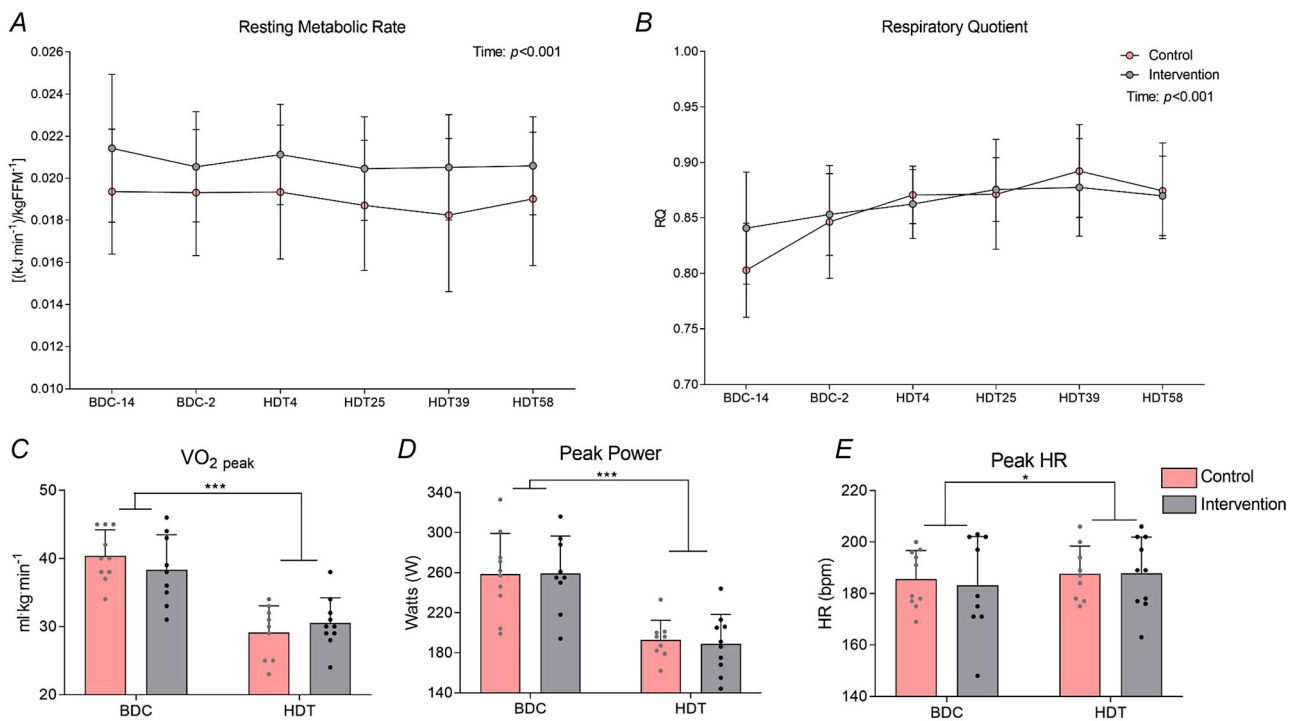 A
Resting Metabolic Rate
Time: p<0.001
[(kJ·min⁻¹)/kgFFM⁻¹]
0.026
0.024
0.022
0.020
0.018
0.016
0.014
0.012
0.010
BDC-14 BDC-2 HDT4 HDT25 HDT39 HDT58
B
Respiratory Quotient
Control
Intervention
Time: p<0.001
RQ
1.00
0.95
0.90
0.85
0.80
0.75
0.70
BDC-14 BDC-2 HDT4 HDT25 HDT39 HDT58
C
VO₂ peak
***
ml·kg·min⁻¹
50
40
30
20
BDC HDT
D
Peak Power
***
Watts (W)
340
300
260
220
180
140
BDC HDT
E
Peak HR
*
HR (bpm)
220
200
180
160
140
BDC HDT
Control
Intervention